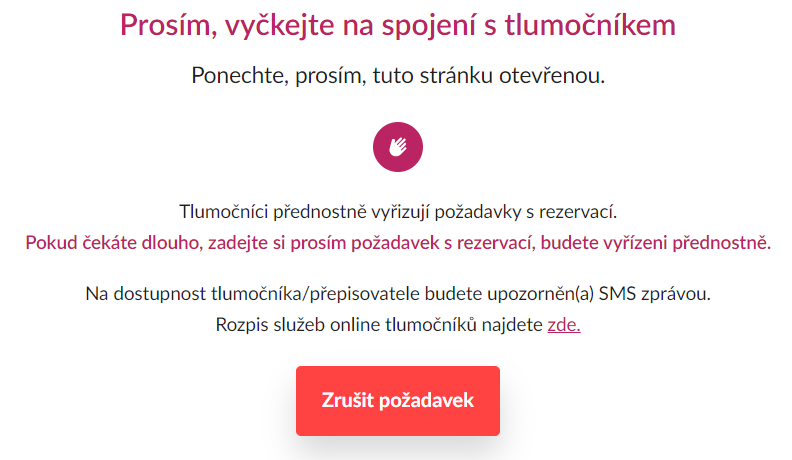 Prosím, vyčkejte na spojení s tlumočníkem
Ponechte, prosím, tuto stránku otevřenou.
Tlumočníci přednostně vyřizují požadavky s rezervací.
Pokud čekáte dlouho, zadejte si prosím požadavek s rezervací, budete vyřízeni přednostně.
Na dostupnost tlumočníka/přepisovatele budete upozorněn(a) SMS zprávou.
Rozpis služeb online tlumočníků najdete zde.
Zrušit požadavek